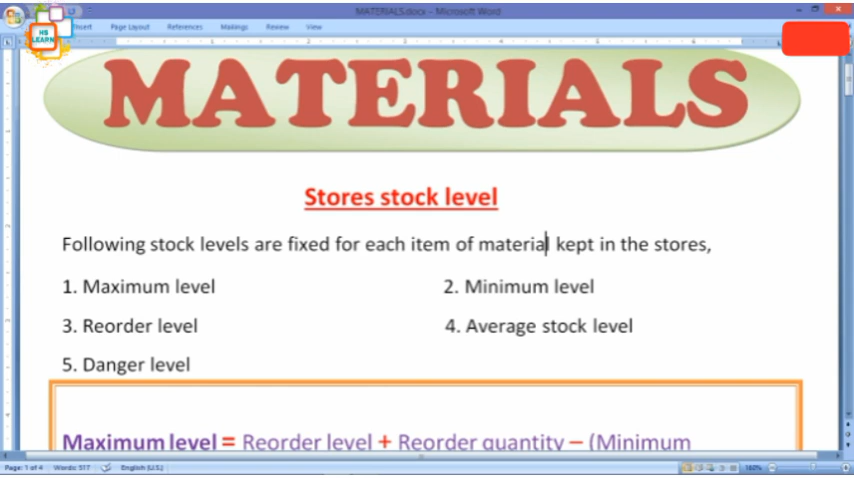 MATERIALS.docx - Microsoft Word
HS
LEARN
Insert Page Layout References Mailings Review View
MATERIALS
Stores stock level
Following stock levels are fixed for each item of material kept in the stores,
1. Maximum level 2. Minimum level
3. Reorder level 4. Average stock level
5. Danger level
Maximum level = Reorder level + Reorder quantity – (Minimum
Page: 1 of 4 Words: 517 English (U.S.)